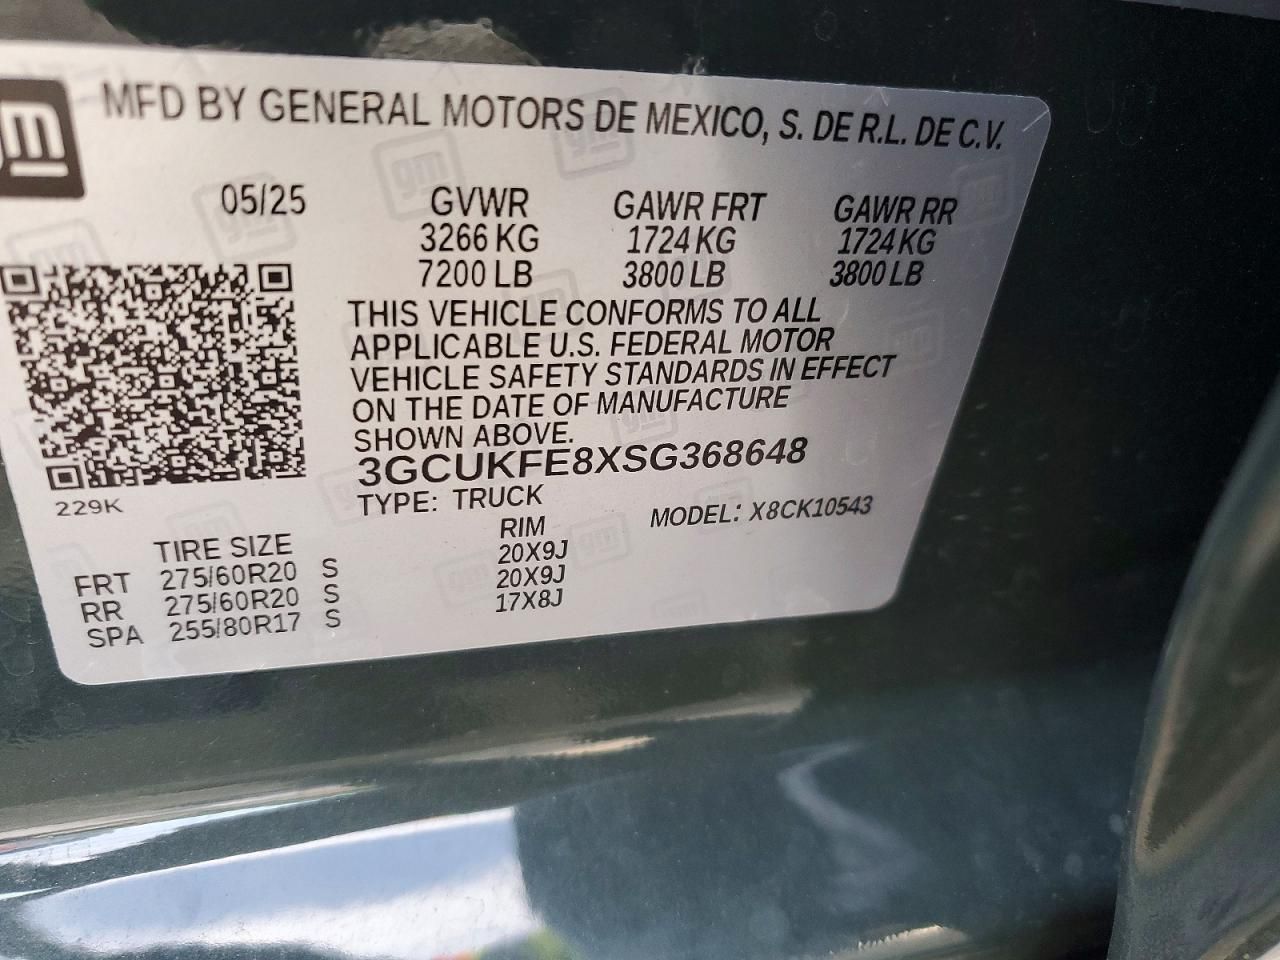 gm
MFD BY GENERAL MOTORS DE MEXICO, S. DE R.L. DE C.V.
05/25 GVWR GAWR FRT GAWR RR
3266 KG 1724 KG 1724 KG
7200 LB 3800 LB 3800 LB
THIS VEHICLE CONFORMS TO ALL
APPLICABLE U.S. FEDERAL MOTOR
VEHICLE SAFETY STANDARDS IN EFFECT
ON THE DATE OF MANUFACTURE
SHOWN ABOVE.
3GCUKFE8XSG368648
229K
TYPE: TRUCK MODEL: X8CK10543
TIRE SIZE RIM
FRT 275/60R20 S 20X9J
RR 275/60R20 S 20X9J
SPA 255/80R17 S 17X8J